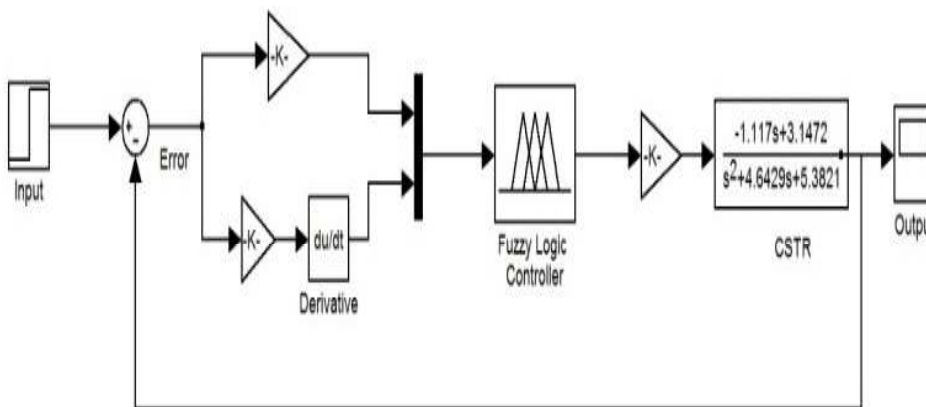 -K-
-1.117s+3.1472
s²+4.6429s+5.3821
+
-
Error
Input
-K-
-K-
du/dt
Derivative
Fuzzy Logic
Controller
CSTR
Outpu